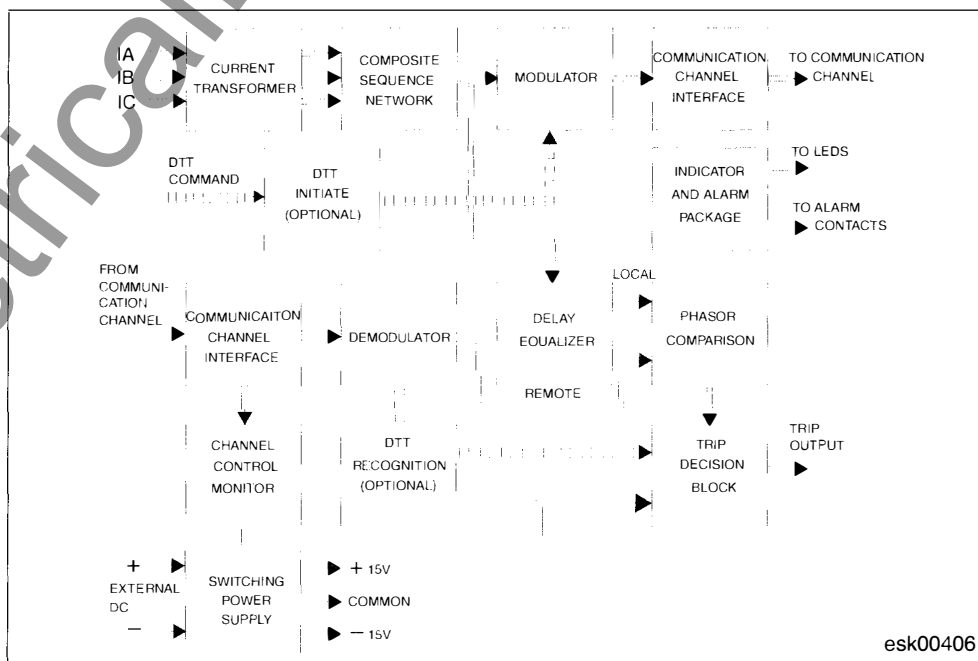 IA
IB
IC
CURRENT
TRANSFORMER
COMPOSITE
SEQUENCE
NETWORK
MODULATOR
COMMUNICATION
CHANNEL
INTERFACE
TO COMMUNICATION
CHANNEL
DTT
COMMAND
DTT
INITIATE
(OPTIONAL)
INDICATOR
AND ALARM
PACKAGE
TO LEDS
TO ALARM
CONTACTS
FROM
COMMUNI-
CATION
CHANNEL
COMMUNICAITON
CHANNEL
INTERFACE
DEMODULATOR
DELAY
EQUALIZER
REMOTE
LOCAL
PHASOR
COMPARISON
CHANNEL
CONTROL
MONITOR
DTT
RECOGNITION
(OPTIONAL)
TRIP
DECISION
BLOCK
TRIP
OUTPUT
+
EXTERNAL
DC
−
SWITCHING
POWER
SUPPLY
+ 15V
COMMON
− 15V
esk00406